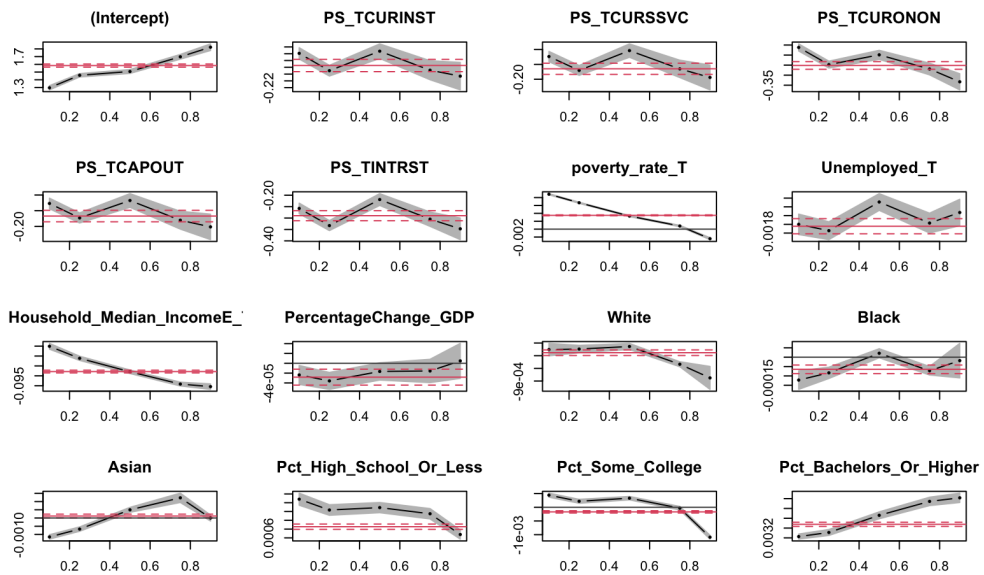 (Intercept) PS_TCURINST PS_TCURSSVC PS_TCURONON
1.3 1.7 -0.22 -0.20 -0.35
0.2 0.4 0.6 0.8 0.2 0.4 0.6 0.8 0.2 0.4 0.6 0.8 0.2 0.4 0.6 0.8
PS_TCAPOUT PS_TINTRST poverty_rate_T Unemployed_T
-0.20 -0.40 -0.20 -0.002 -0.0018
0.2 0.4 0.6 0.8 0.2 0.4 0.6 0.8 0.2 0.4 0.6 0.8 0.2 0.4 0.6 0.8
Household_Median_IncomeE_ PercentageChange_GDP White Black
-0.095 -4e-05 -9e-04 -0.00015
0.2 0.4 0.6 0.8 0.2 0.4 0.6 0.8 0.2 0.4 0.6 0.8 0.2 0.4 0.6 0.8
Asian Pct_High_School_Or_Less Pct_Some_College Pct_Bachelors_Or_Higher
-0.0010 0.0006 -1e-03 0.0032
0.2 0.4 0.6 0.8 0.2 0.4 0.6 0.8 0.2 0.4 0.6 0.8 0.2 0.4 0.6 0.8